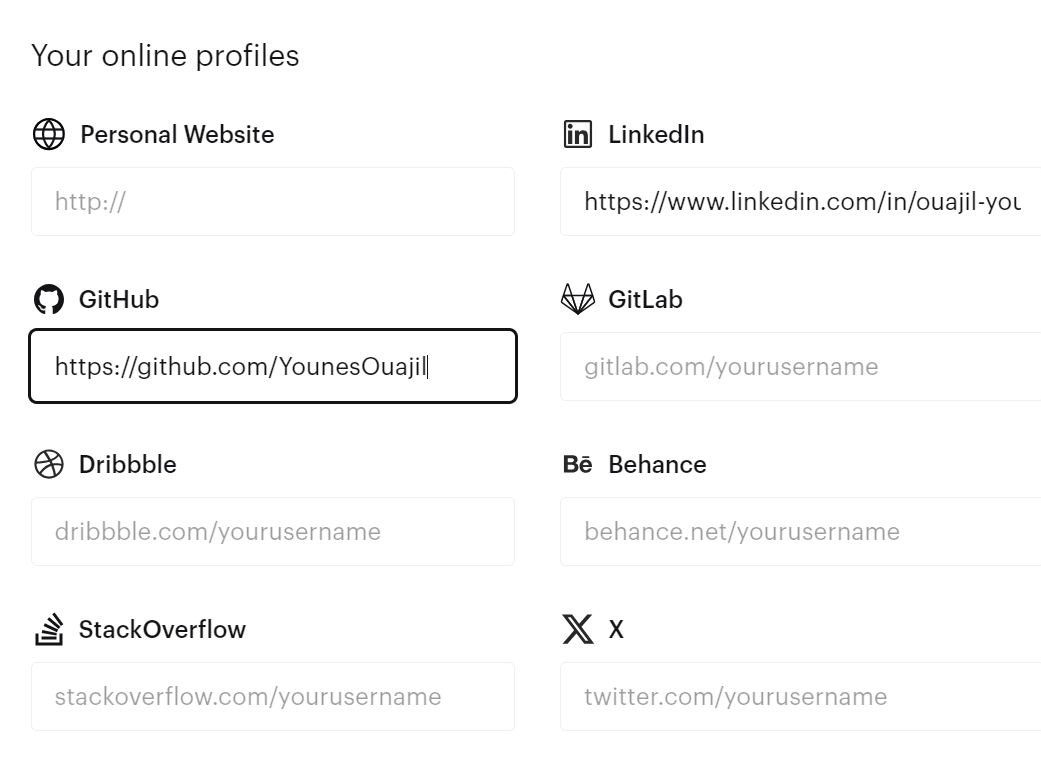 Your online profiles
Personal Website
LinkedIn
http://
https://www.linkedin.com/in/ouajil-you
GitHub
GitLab
https://github.com/YounesOuajil
gitlab.com/yourusername
Dribbble
Bē Behance
dribbble.com/yourusername
behance.net/yourusername
StackOverflow
X
stackoverflow.com/yourusername
twitter.com/yourusername